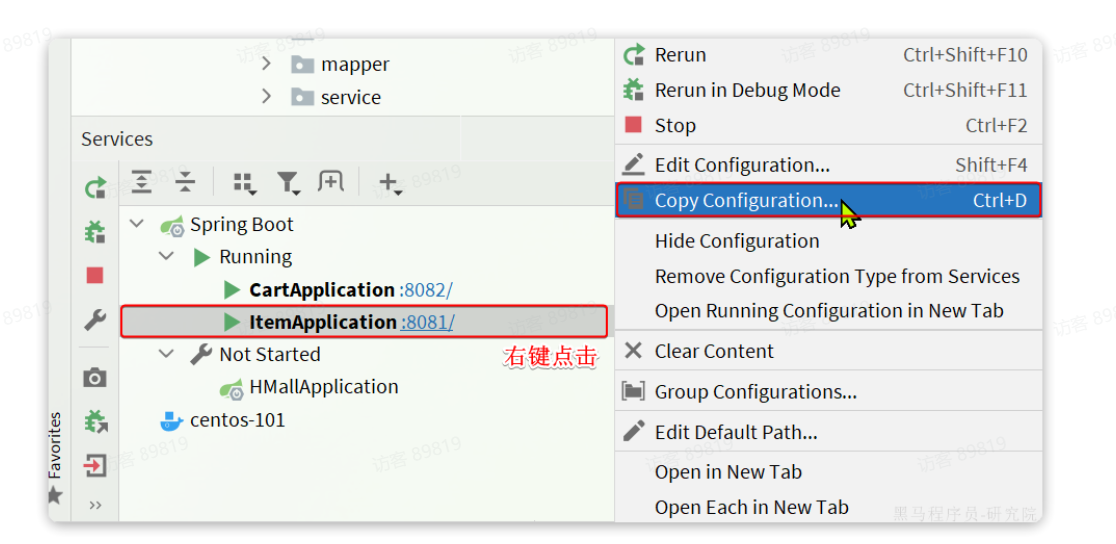 mapper
service
Services
Spring Boot
Running
CartApplication :8082/
ItemApplication :8081/
右键点击
Not Started
HMallApplication
centos-101
Favorites
Rerun Ctrl+Shift+F10
Rerun in Debug Mode Ctrl+Shift+F11
Stop Ctrl+F2
Edit Configuration... Shift+F4
Copy Configuration... Ctrl+D
Hide Configuration
Remove Configuration Type from Services
Open Running Configuration in New Tab
Clear Content
Group Configurations...
Edit Default Path...
Open in New Tab
Open Each in New Tab
黑马程序员-研究院
访客 89819